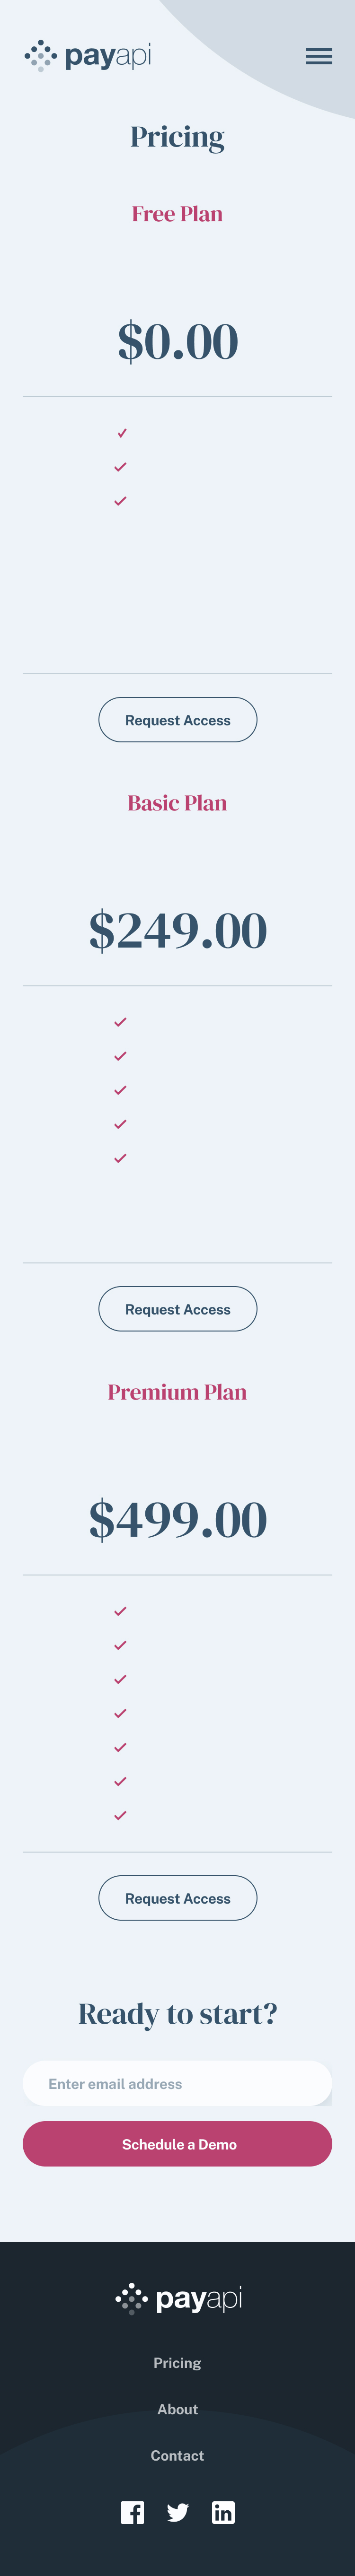 payapi
Pricing
Free Plan
$0.00
Request Access
Basic Plan
$249.00
Request Access
Premium Plan
$499.00
Request Access
Ready to start?
Enter email address
Schedule a Demo
payapi
Pricing
About
Contact